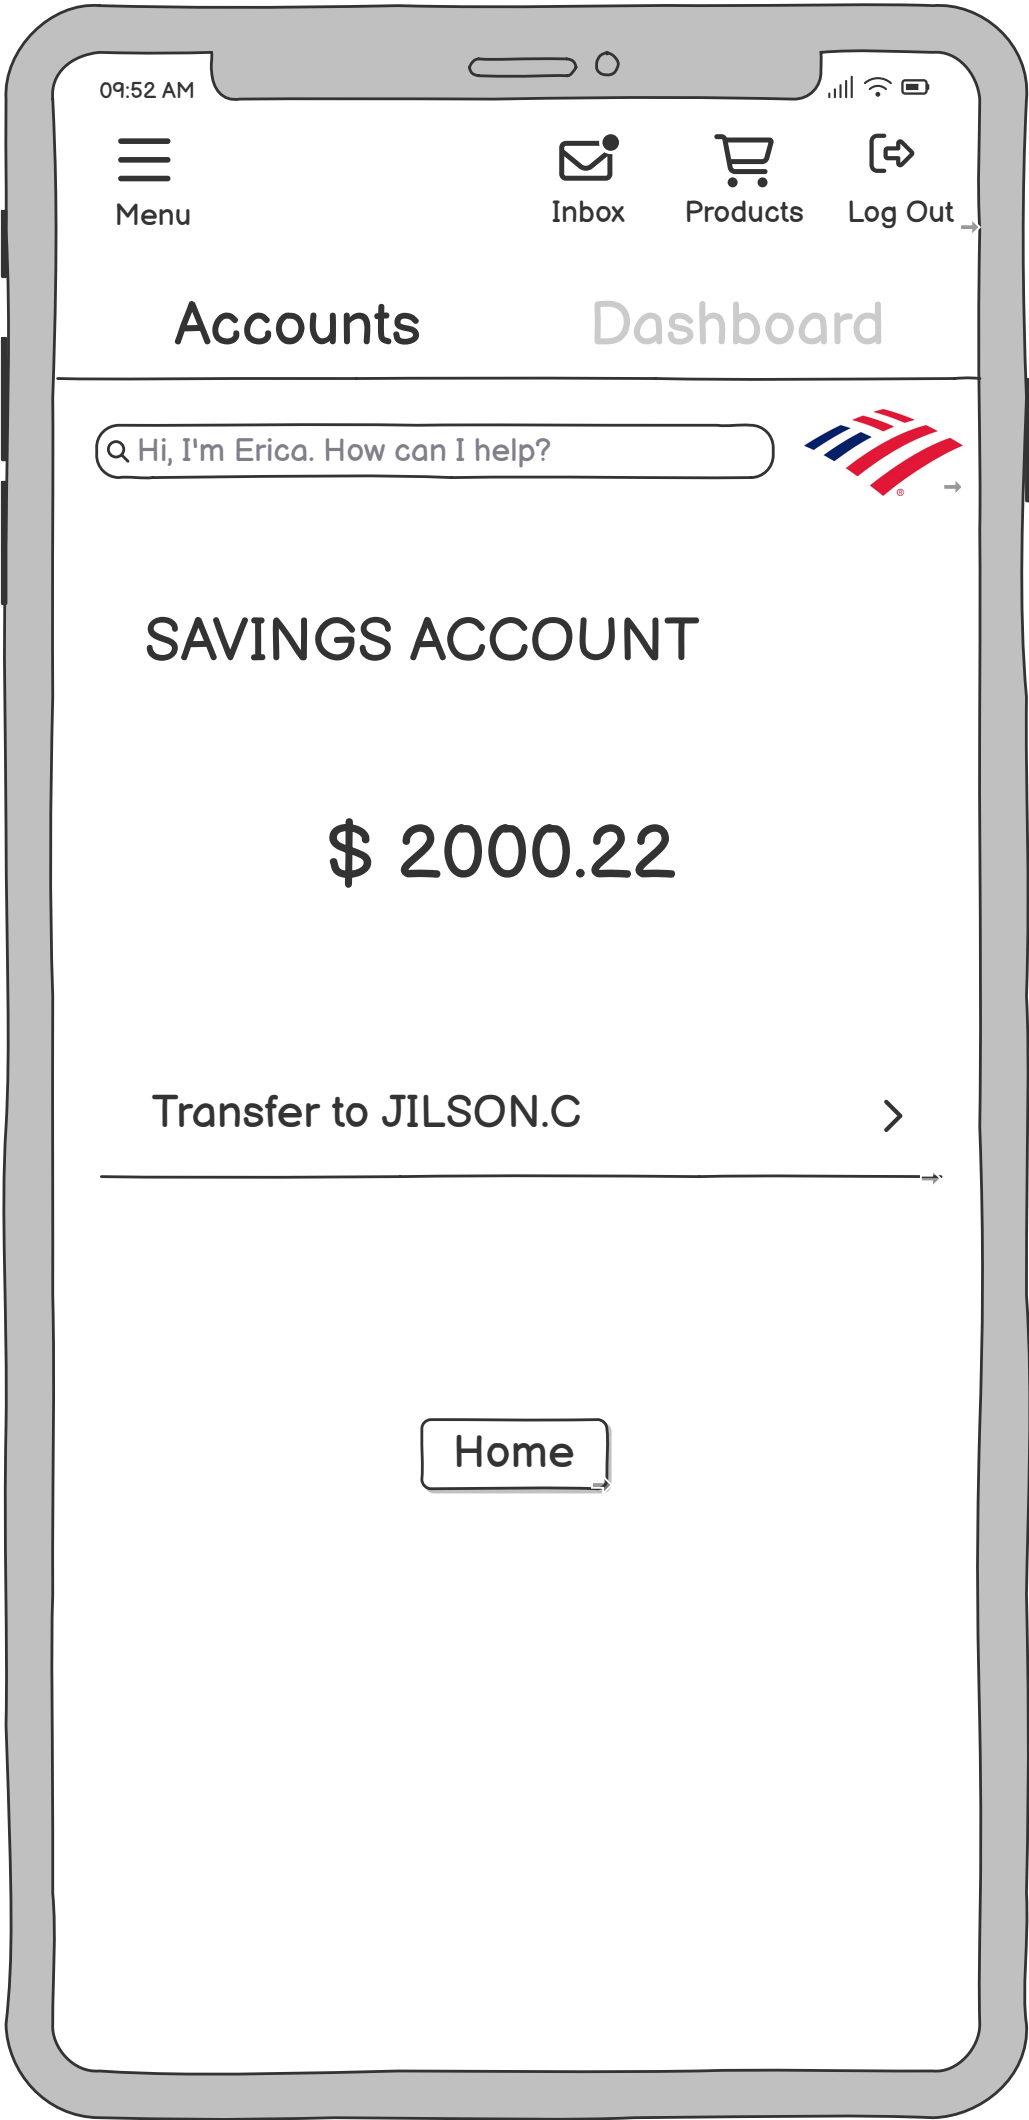 09:52 AM
Menu
Inbox
Products
Log Out
Accounts
Dashboard
Hi, I'm Erica. How can I help?
®
SAVINGS ACCOUNT
$ 2000.22
Transfer to JILSON.C
Home